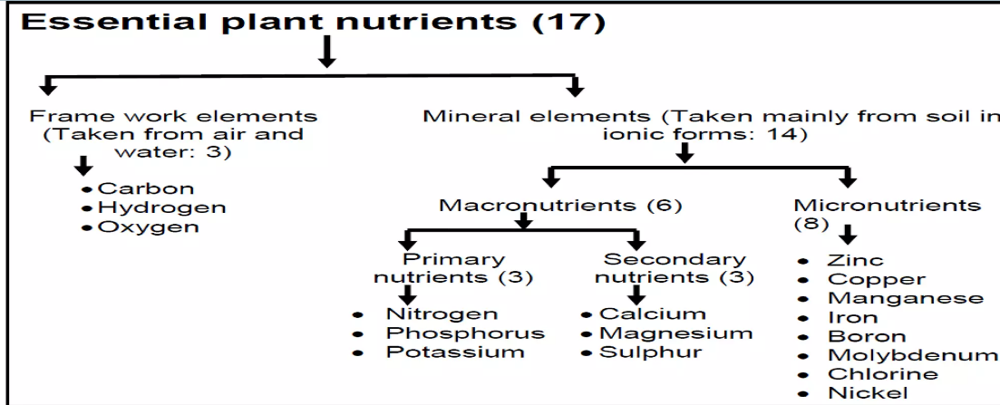 Essential plant nutrients (17)
Frame work elements
(Taken from air and
water: 3)
• Carbon
• Hydrogen
• Oxygen
Mineral elements (Taken mainly from soil in
ionic forms: 14)
Macronutrients (6)
Primary
nutrients (3)
• Nitrogen
• Phosphorus
• Potassium
Secondary
nutrients (3)
• Calcium
• Magnesium
• Sulphur
Micronutrients
(8)
• Zinc
• Copper
• Manganese
• Iron
• Boron
• Molybdenum
• Chlorine
• Nickel